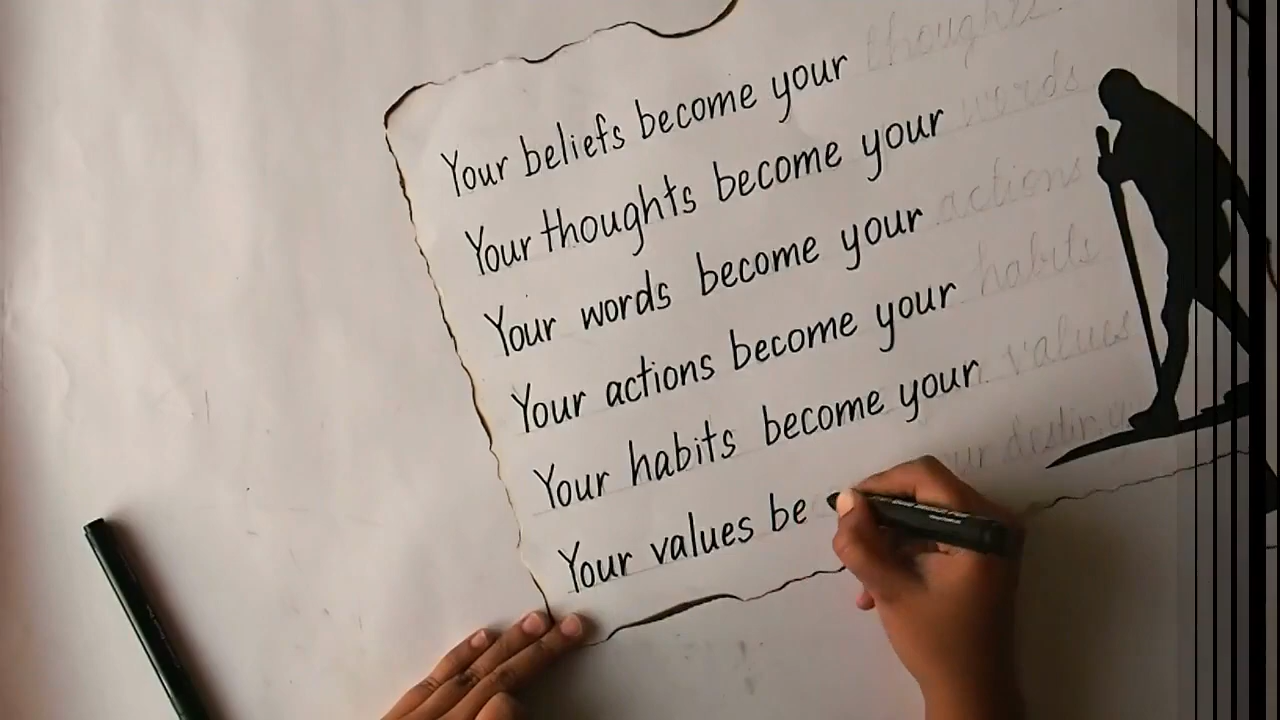 Your beliefs become your thoughts
Your thoughts become your words
Your words become your actions
Your actions become your habits
Your habits become your values
Your values be